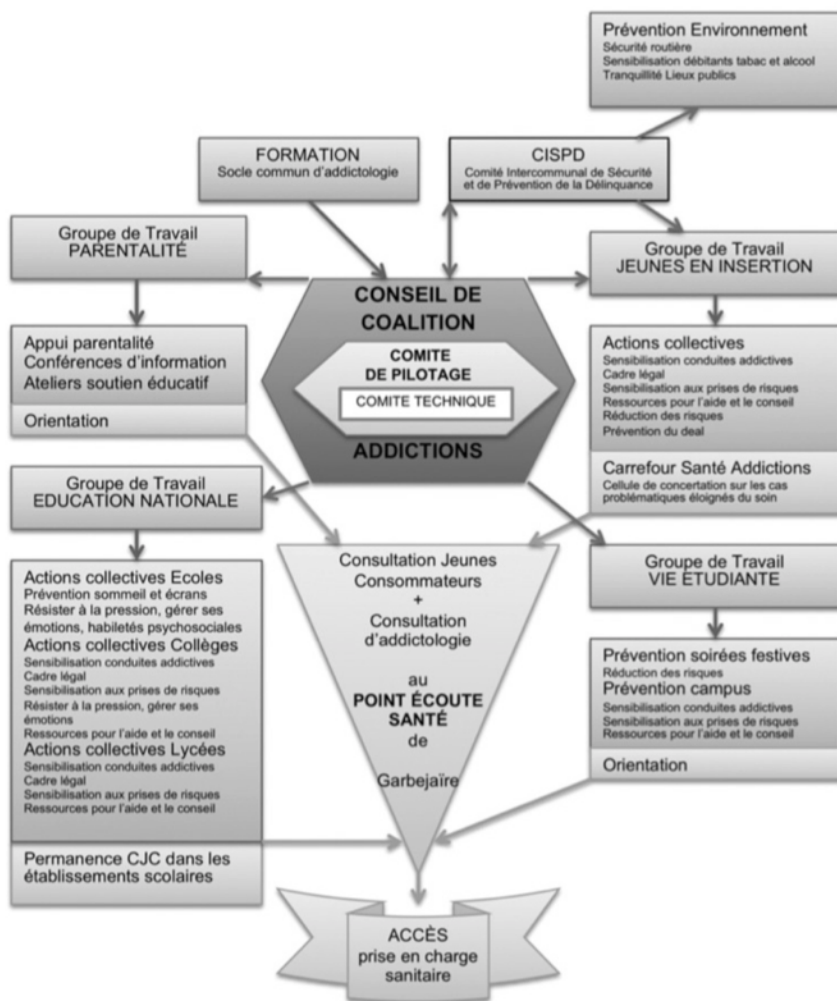 Prévention Environnement
Sécurité routière
Sensibilisation débitants tabac et alcool
Tranquillité Lieux publics
FORMATION
Socle commun d'addictologie
CISPD
Comité Intercommunal de Sécurité
et de Prévention de la Délinquance
Groupe de Travail
PARENTALITÉ
Groupe de Travail
JEUNES EN INSERTION
CONSEIL DE
COALITION
COMITE
DE PILOTAGE
COMITE TECHNIQUE
ADDICTIONS
Appui parentalité
Conférences d'information
Ateliers soutien éducatif
Orientation
Actions collectives
Sensibilisation conduites addictives
Cadre légal
Sensibilisation aux prises de risques
Ressources pour l'aide et le conseil
Réduction des risques
Prévention du deal
Carrefour Santé Addictions
Cellule de concertation sur les cas
problématiques éloignés du soin
Groupe de Travail
EDUCATION NATIONALE
Actions collectives Ecoles
Prévention sommeil et écrans
Résister à la pression, gérer ses
émotions, habiletés psychosociales
Actions collectives Collèges
Sensibilisation conduites addictives
Cadre légal
Sensibilisation aux prises de risques
Résister à la pression, gérer ses
émotions
Ressources pour l'aide et le conseil
Actions collectives Lycées
Sensibilisation conduites addictives
Cadre légal
Sensibilisation aux prises de risques
Ressources pour l'aide et le conseil
Permanence CJC dans les
établissements scolaires
Consultation Jeunes
Consommateurs
+
Consultation
d'addictologie
au
POINT ÉCOUTE
SANTÉ
de
Garbejaïre
Groupe de Travail
VIE ÉTUDIANTE
Prévention soirées festives
Réduction des risques
Prévention campus
Sensibilisation conduites addictives
Sensibilisation aux prises de risques
Ressources pour l'aide et le conseil
Orientation
ACCÈS
prise en charge
sanitaire